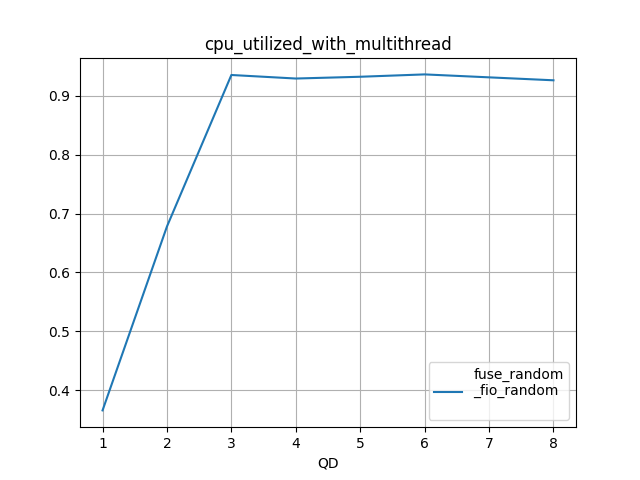 cpu_utilized_with_multithread
0.9
0.8
0.7
0.6
0.5
0.4
fuse_random
_fio_random
1 2 3 4 5 6 7 8
QD